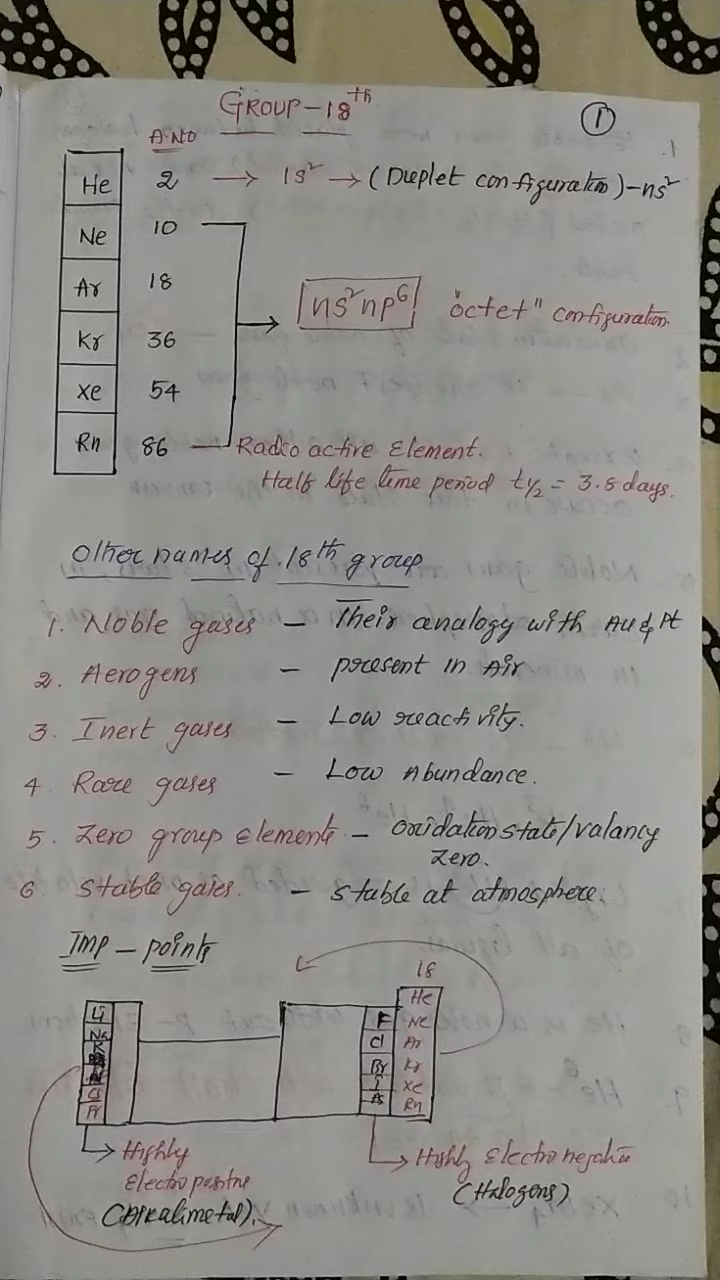 GROUP-18th
①
A.NO
He 2 → 1s² → (Duplet configuration) - ns²
Ne 10
Ar 18
ns²np⁶ "octet" configuration.
Kr 36
Xe 54
Rn 86 — Radio active Element.
Half life time period t½ = 3.8 days.
Other names of 18th group
1. Noble gases - Their analogy with Au & Pt
2. Aerogens - present in Air
3. Inert gases - Low reactivity.
4 Rare gases - Low Abundance.
5. Zero group Elements - oxidation state/valancy
Zero.
6 Stable gases. - stable at atmosphere.
IMP - points
18
He
Li F Ne
Na Cl Ar
K Br Kr
I Xe
As Rn
Fr
Highly Highly Electronegative
Electropositive (Halogens)